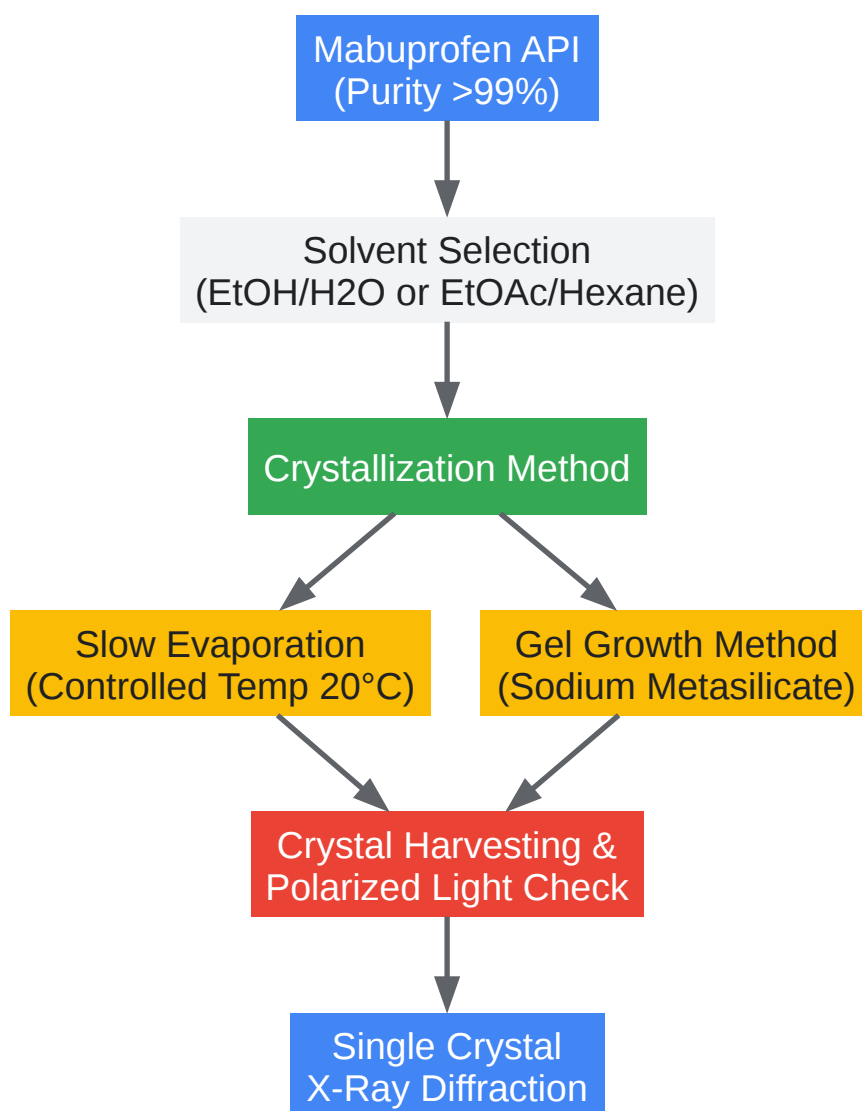 Mabuprofen API
(Purity >99%)
Solvent Selection
(EtOH/H2O or EtOAc/Hexane)
Crystallization Method
Slow Evaporation
(Controlled Temp 20°C)
Gel Growth Method
(Sodium Metasilicate)
Crystal Harvesting &
Polarized Light Check
Single Crystal
X-Ray Diffraction